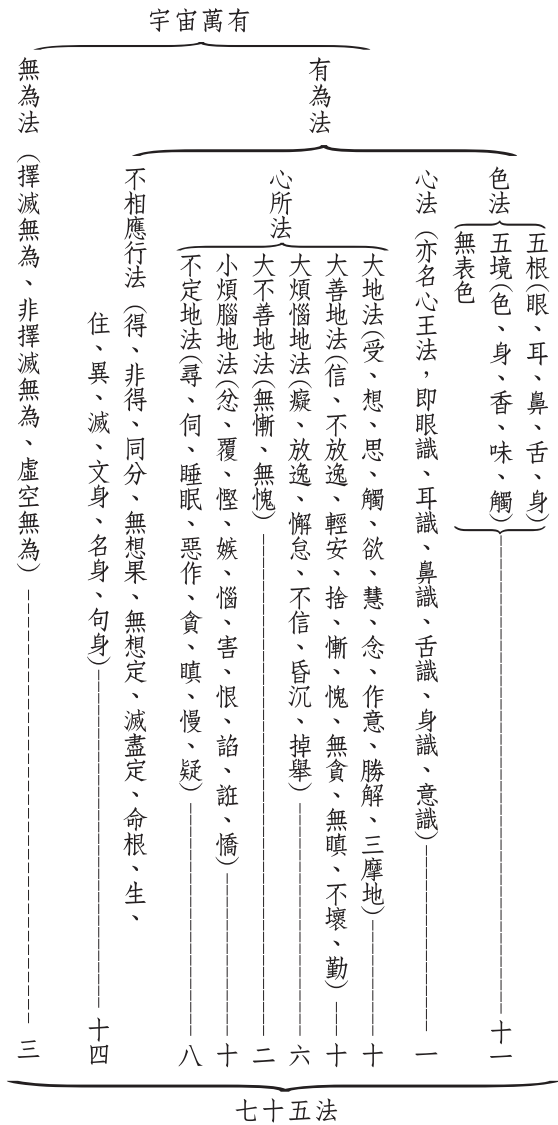 宇宙萬有
有為法
色法
五根(眼、耳、鼻、舌、身)
五境(色、身、香、味、觸)
無表色
十一
心法(亦名心王法，即眼識、耳識、鼻識、舌識、身識、意識)
一
心所法
大地法(受、想、思、觸、欲、慧、念、作意、勝解、三摩地)
十
大善地法(信、不放逸、輕安、捨、慚、愧、無貪、無瞋、不壞、勤)
十
大煩惱地法(癡、放逸、懈怠、不信、昏沉、掉舉)
六
大不善地法(無慚、無愧)
二
小煩腦地法(忿、覆、慳、嫉、惱、害、恨、諂、誑、憍)
十
不定地法(尋、伺、睡眠、惡作、貪、瞋、慢、疑)
八
不相應行法(得、非得、同分、無想果、無想定、滅盡定、命根、生、
住、異、滅、文身、名身、句身)
十四
無為法(擇滅無為、非擇滅無為、虛空無為)
三
七十五法